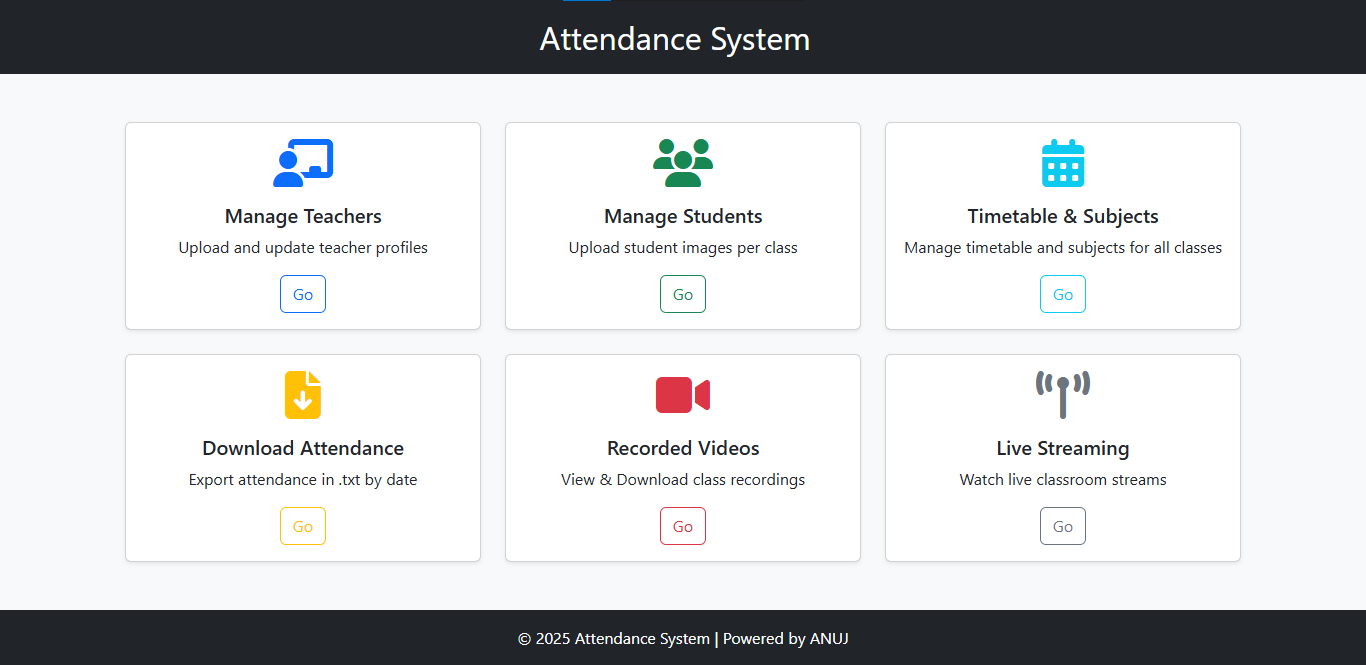 Attendance System
Manage Teachers
Upload and update teacher profiles
Go
Manage Students
Upload student images per class
Go
Timetable & Subjects
Manage timetable and subjects for all classes
Go
Download Attendance
Export attendance in .txt by date
Go
Recorded Videos
View & Download class recordings
Go
Live Streaming
Watch live classroom streams
Go
© 2025 Attendance System | Powered by ANUJ